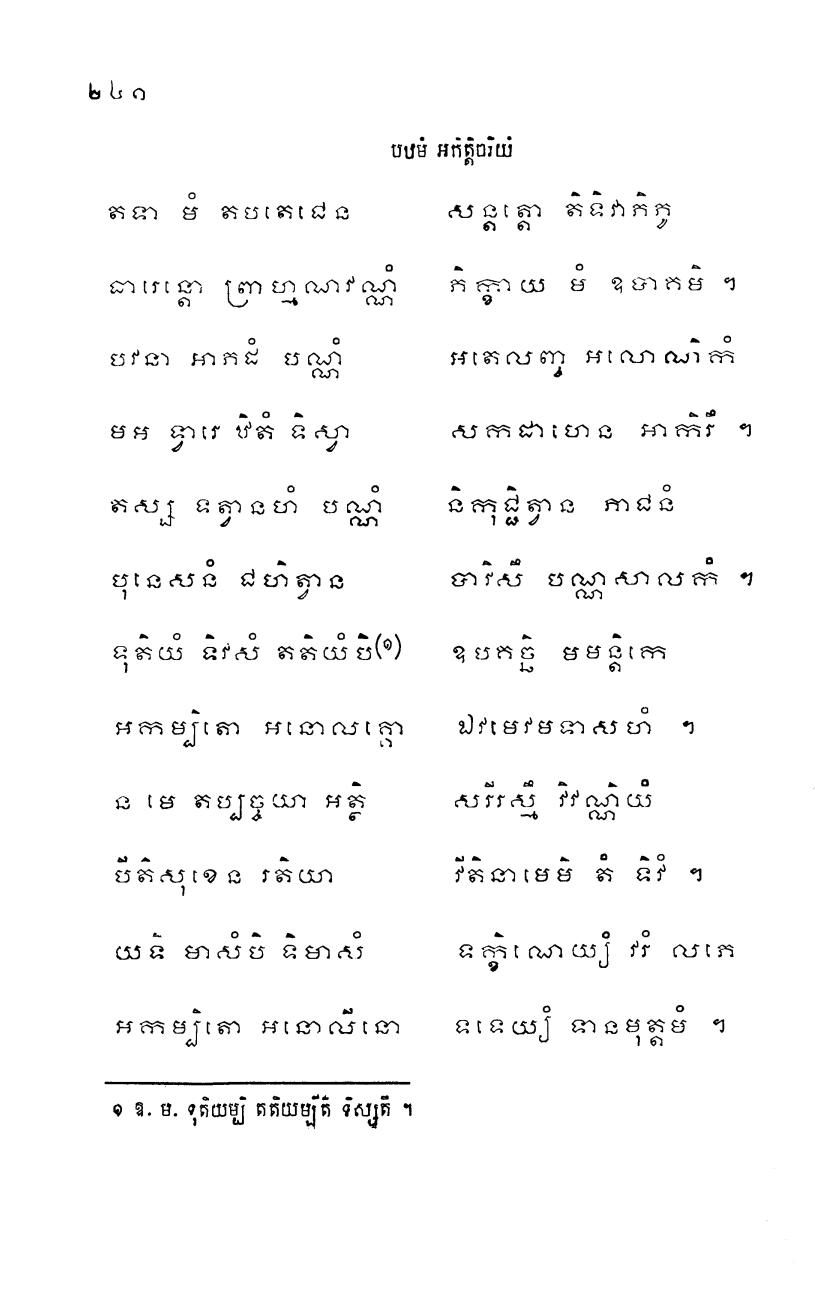 ២៤១
បឋមំ អកត្តិចរិយំ
តទា មំ តបតេជេន សន្តត្តោ តិទិវាភិភូ
ធារេន្តោ ព្រាហ្មណវណ្ណំ ភិក្ខាយ មំ ឧបាគមិ ។
បវនា អាភដំ បណ្ណំ អតេលញ្ច អលោណិកំ
មម ទ្វារេ ឋិតំ ទិស្វា សកដាហេន អាកិរឹ ។
តស្ស ទត្វានហំ បណ្ណំ និកុជ្ជិត្វាន ភាជនំ
បុនេសនំ ជហិត្វាន បាវិសឹ បណ្ណសាលកំ ។
ទុតិយំ ទិវសំ តតិយំបិ(១) ឧបគច្ឆិ មមន្តិកេ
អកម្បិតោ អនោលគ្គោ ឯវមេវមទាសហំ ។
ន មេ តប្បច្ចយា អត្ថិ សរីរស្មឹ វិវណ្ណិយំ
បីតិសុខេន រតិយា វីតិនាមេមិ តំ ទិវំ ។
យទិ មាសំបិ ទ្វិមាសំ ទក្ខិណេយ្យំ វរំ លភេ
អកម្បិតោ អនោលីនោ ទទេយ្យំ ទានមុត្តមំ ។
១ ឱ. ម. ទុតិយម្បិ តតិយម្បីតិ ទិស្សតិ ។